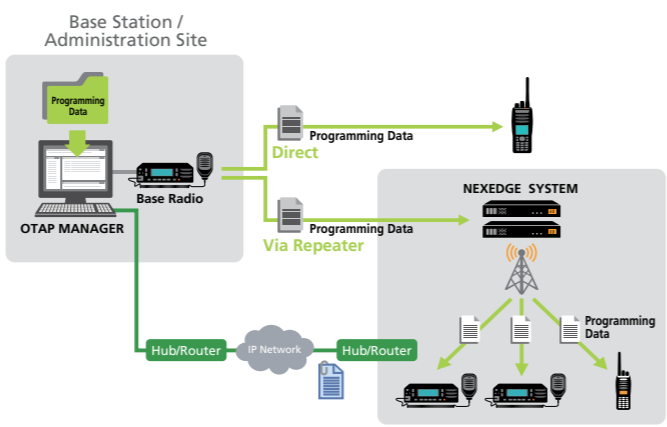 Base Station /
Administration Site
Programming
Data
OTAP MANAGER
Base Radio
Programming Data
Direct
Programming Data
Via Repeater
NEXEDGE SYSTEM
Programming
Data
Hub/Router
IP Network
Hub/Router